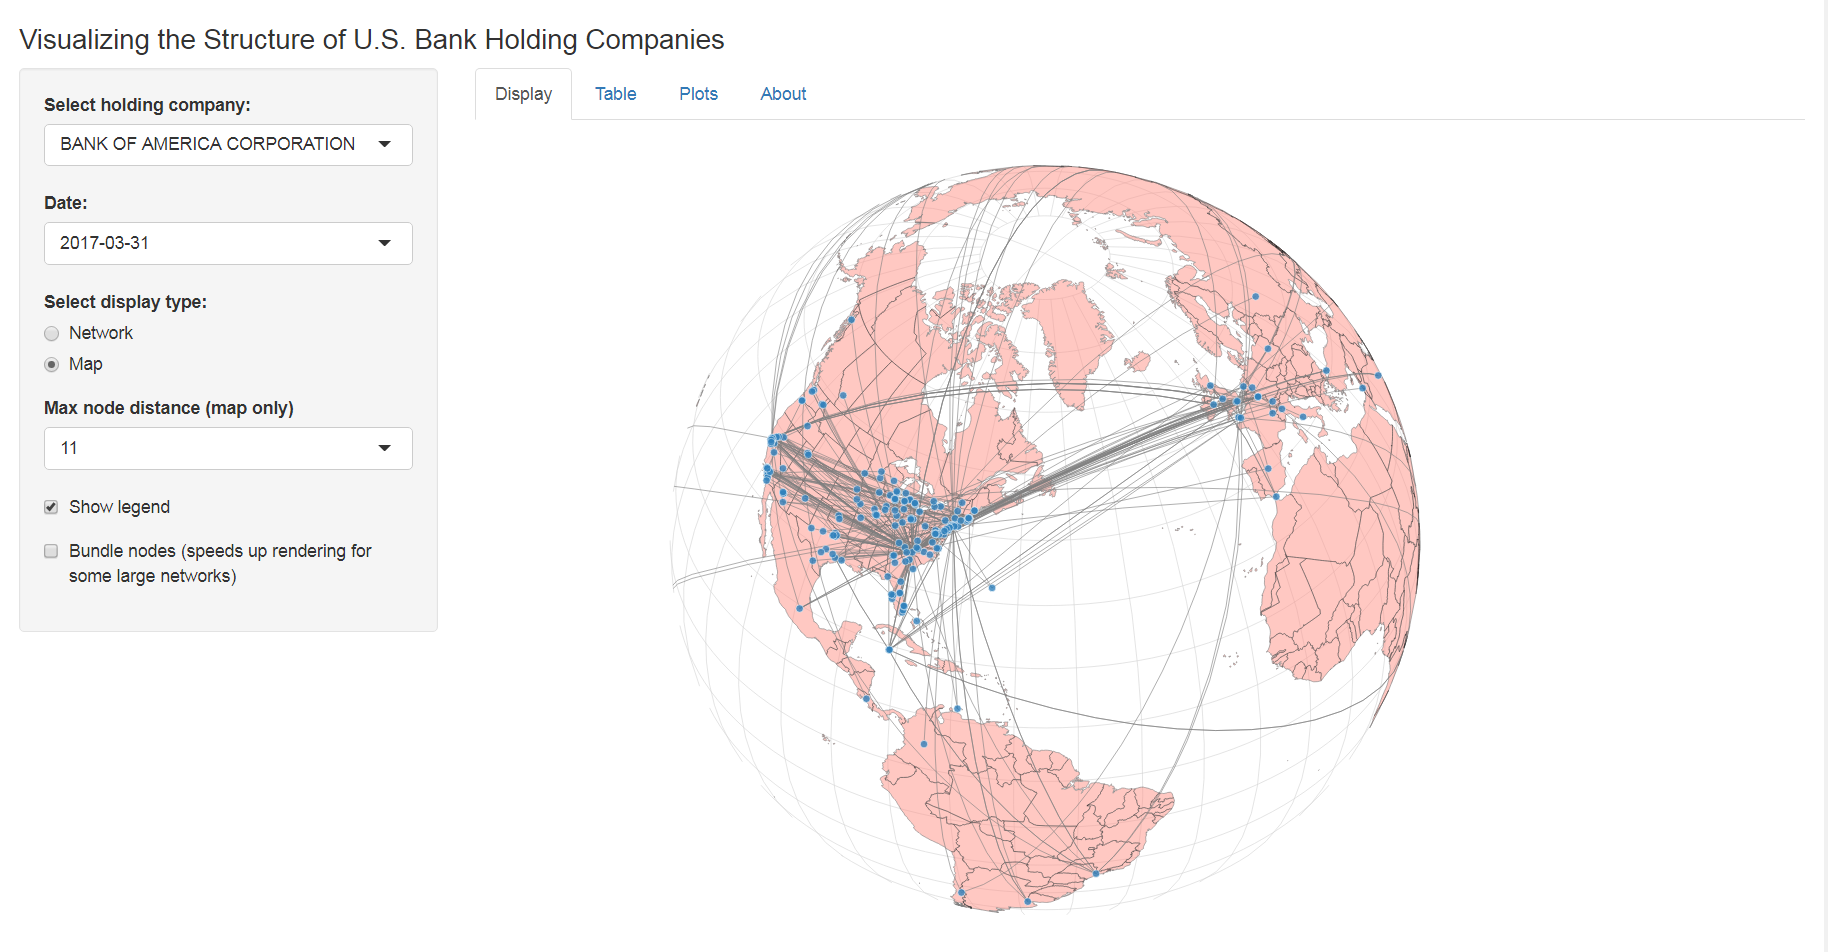 Visualizing the Structure of U.S. Bank Holding Companies
Select holding company:
BANK OF AMERICA CORPORATION
Date:
2017-03-31
Select display type:
Network
Map
Max node distance (map only)
11
Show legend
Bundle nodes (speeds up rendering for
some large networks)
Display
Table
Plots
About